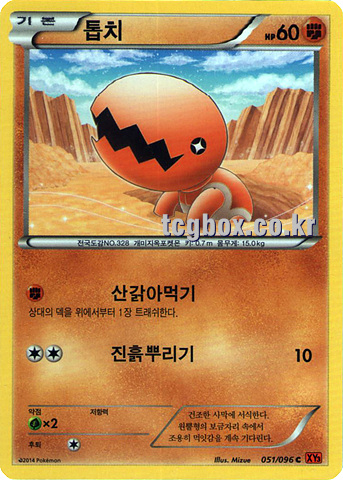 기본 톱치 HP60
tcgbox.co.kr
전국도감NO.328 개미지옥포켓몬 키: 0.7m 몸무게: 15.0kg
산갉아먹기
상대의 덱을 위에서부터 1장 트래쉬한다.
진흙뿌리기 10
약점 저항력
×2
후퇴
건조한 사막에 서식한다.
원뿔형의 보금자리 속에서
조용히 먹잇감을 계속 기다린다.
©2014 Pokémon Illus. Mizue 051/096 C XY3